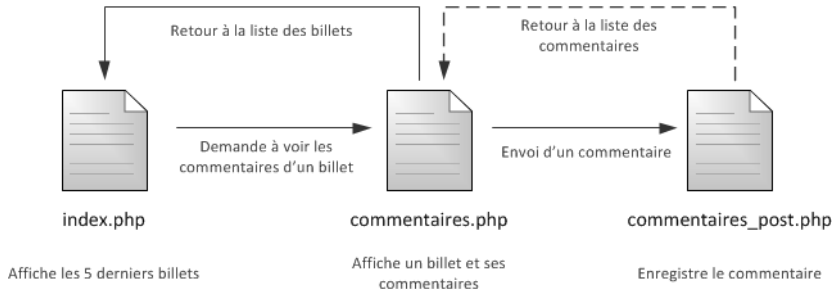 Retour à la liste des billets
Retour à la liste des
commentaires
Demande à voir les
commentaires d'un billet
Envoi d'un commentaire
index.php
commentaires.php
commentaires_post.php
Affiche les 5 derniers billets
Affiche un billet et ses
commentaires
Enregistre le commentaire